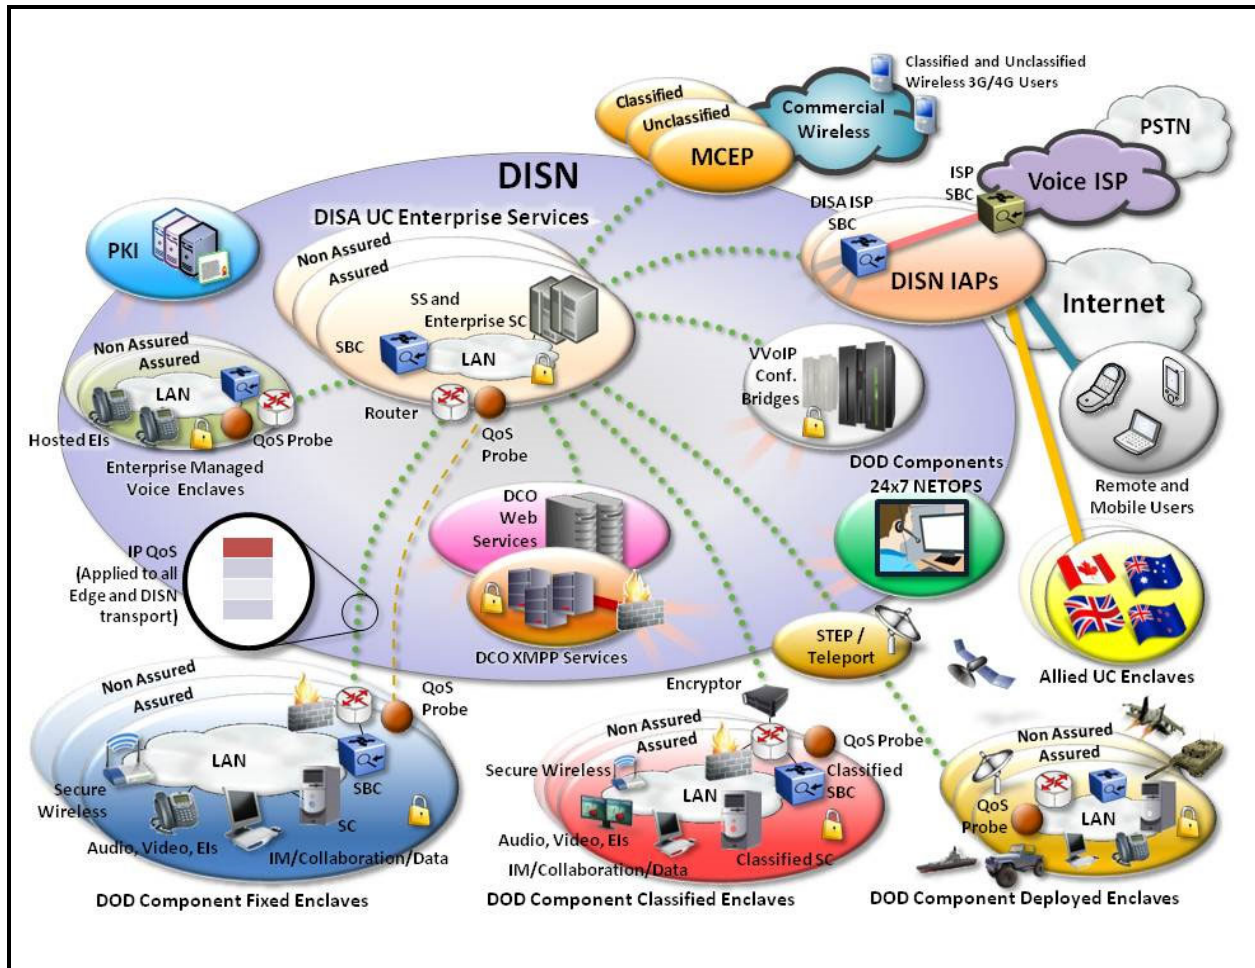 Classified and Unclassified
Wireless 3G/4G Users
Classified
Unclassified
MCEP
Commercial
Wireless
PSTN
ISP
SBC
Voice ISP
DISN
DISA UC Enterprise Services
DISA ISP
SBC
DISN IAPs
PKI
Non Assured
Assured
SS and
Enterprise SC
SBC
LAN
Internet
Non Assured
Assured
LAN
Hosted EIs
QoS Probe
Enterprise Managed
Voice Enclaves
Router
QoS
Probe
VVoIP
Conf.
Bridges
DOD Components
24x7 NETOPS
Remote and
Mobile Users
DCO
Web
Services
IP QoS
(Applied to all
Edge and DISN
transport)
DCO XMPP Services
STEP /
Teleport
Allied UC Enclaves
Non Assured
Assured
QoS
Probe
LAN
Secure
Wireless
SBC
SC
Audio, Video, EIs
IM/Collaboration/Data
DOD Component Fixed Enclaves
Encryptor
Non Assured
Assured
QoS Probe
Secure Wireless
LAN
Classified
SBC
Audio, Video, EIs
IM/Collaboration/Data
Classified SC
DOD Component Classified Enclaves
Non Assured
Assured
QoS
Probe
LAN
DOD Component Deployed Enclaves